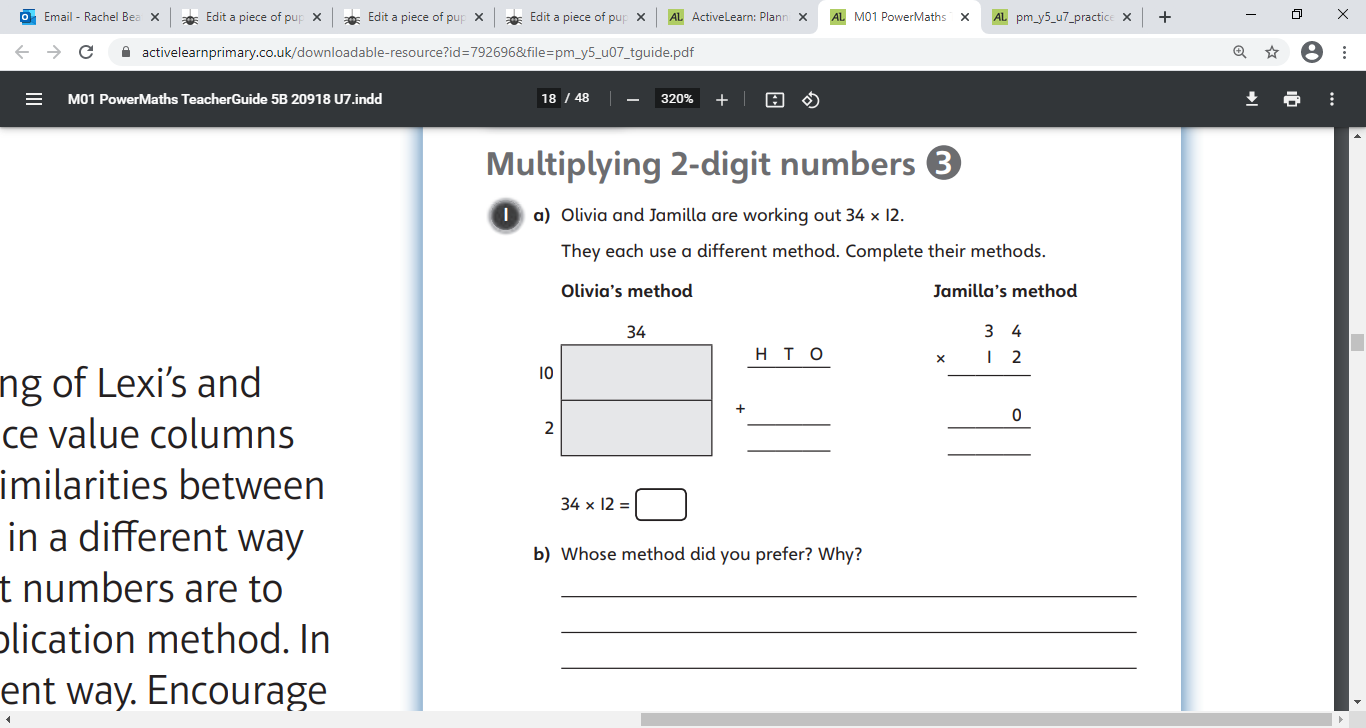 Email - Rachel Bea
Edit a piece of pup
Edit a piece of pup
Edit a piece of pup
ActiveLearn: Plann
M01 PowerMaths
pm_y5_u7_practice
activelearnprimary.co.uk/downloadable-resource?id=792696&file=pm_y5_u07_tguide.pdf
M01 PowerMaths TeacherGuide 5B 20918 U7.indd
18 / 48
320%
ng of Lexi's and
ce value columns
imilarities between
in a different way
t numbers are to
plication method. In
ent way. Encourage
Multiplying 2-digit numbers 3
1 a) Olivia and Jamilla are working out 34 × 12.
They each use a different method. Complete their methods.
Olivia's method
34
10
2
H T O
+
Jamilla's method
3 4
× 1 2
0
34 × 12 =
b) Whose method did you prefer? Why?